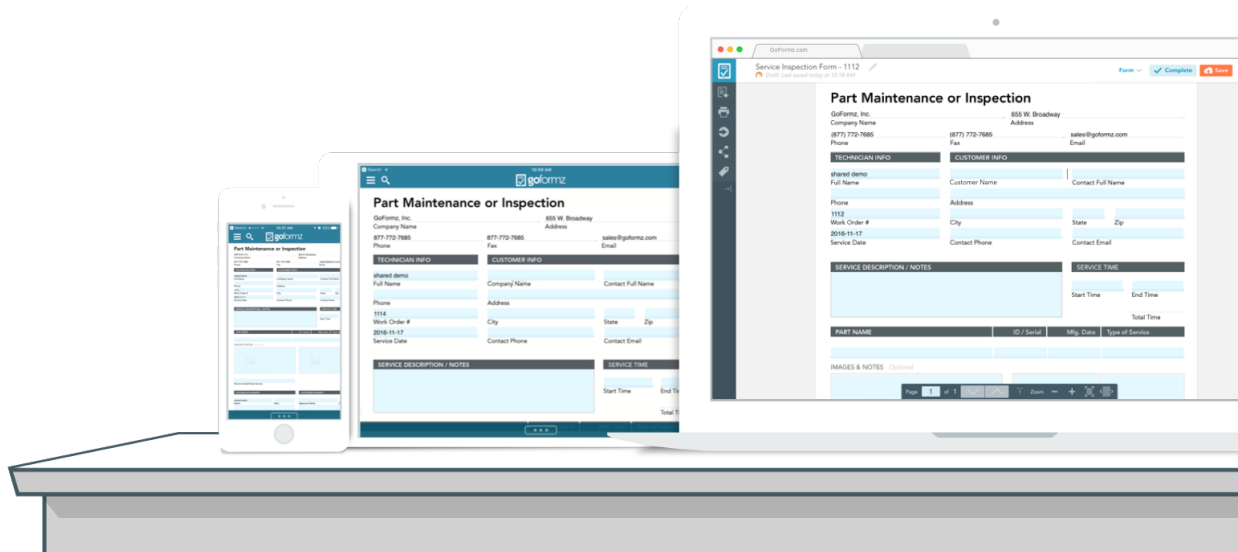 GoFormz.com
Service Inspection Form - 1112
Draft: Last saved today at 10:18 AM
Form
Complete
Save
Part Maintenance or Inspection
GoFormz, Inc. 655 W. Broadway
Company Name Address
(877) 772-7685 (877) 772-7685 sales@goformz.com
Phone Fax Email
TECHNICIAN INFO CUSTOMER INFO
shared demo
Full Name Customer Name Contact Full Name
Phone Address
1112
Work Order # City State Zip
2016-11-17
Service Date Contact Phone Contact Email
SERVICE DESCRIPTION / NOTES SERVICE TIME
Start Time End Time
Total Time
PART NAME ID / Serial Mfg. Date Type of Service
IMAGES & NOTES Optional
Page 1 of 1 Zoom
Search
10:59 AM
goformz
Part Maintenance or Inspection
GoFormz, Inc. 655 W. Broadway
Company Name Address
877-772-7685 877-772-7685 sales@goformz.com
Phone Fax Email
TECHNICIAN INFO CUSTOMER INFO
shared demo
Full Name Company Name Contact Full Name
Phone Address
1114
Work Order # City State Zip
2016-11-17
Service Date Contact Phone Contact Email
SERVICE DESCRIPTION / NOTES SERVICE TIME
Start Time End Ti
Total T
goformz
Part Maintenance or Inspection